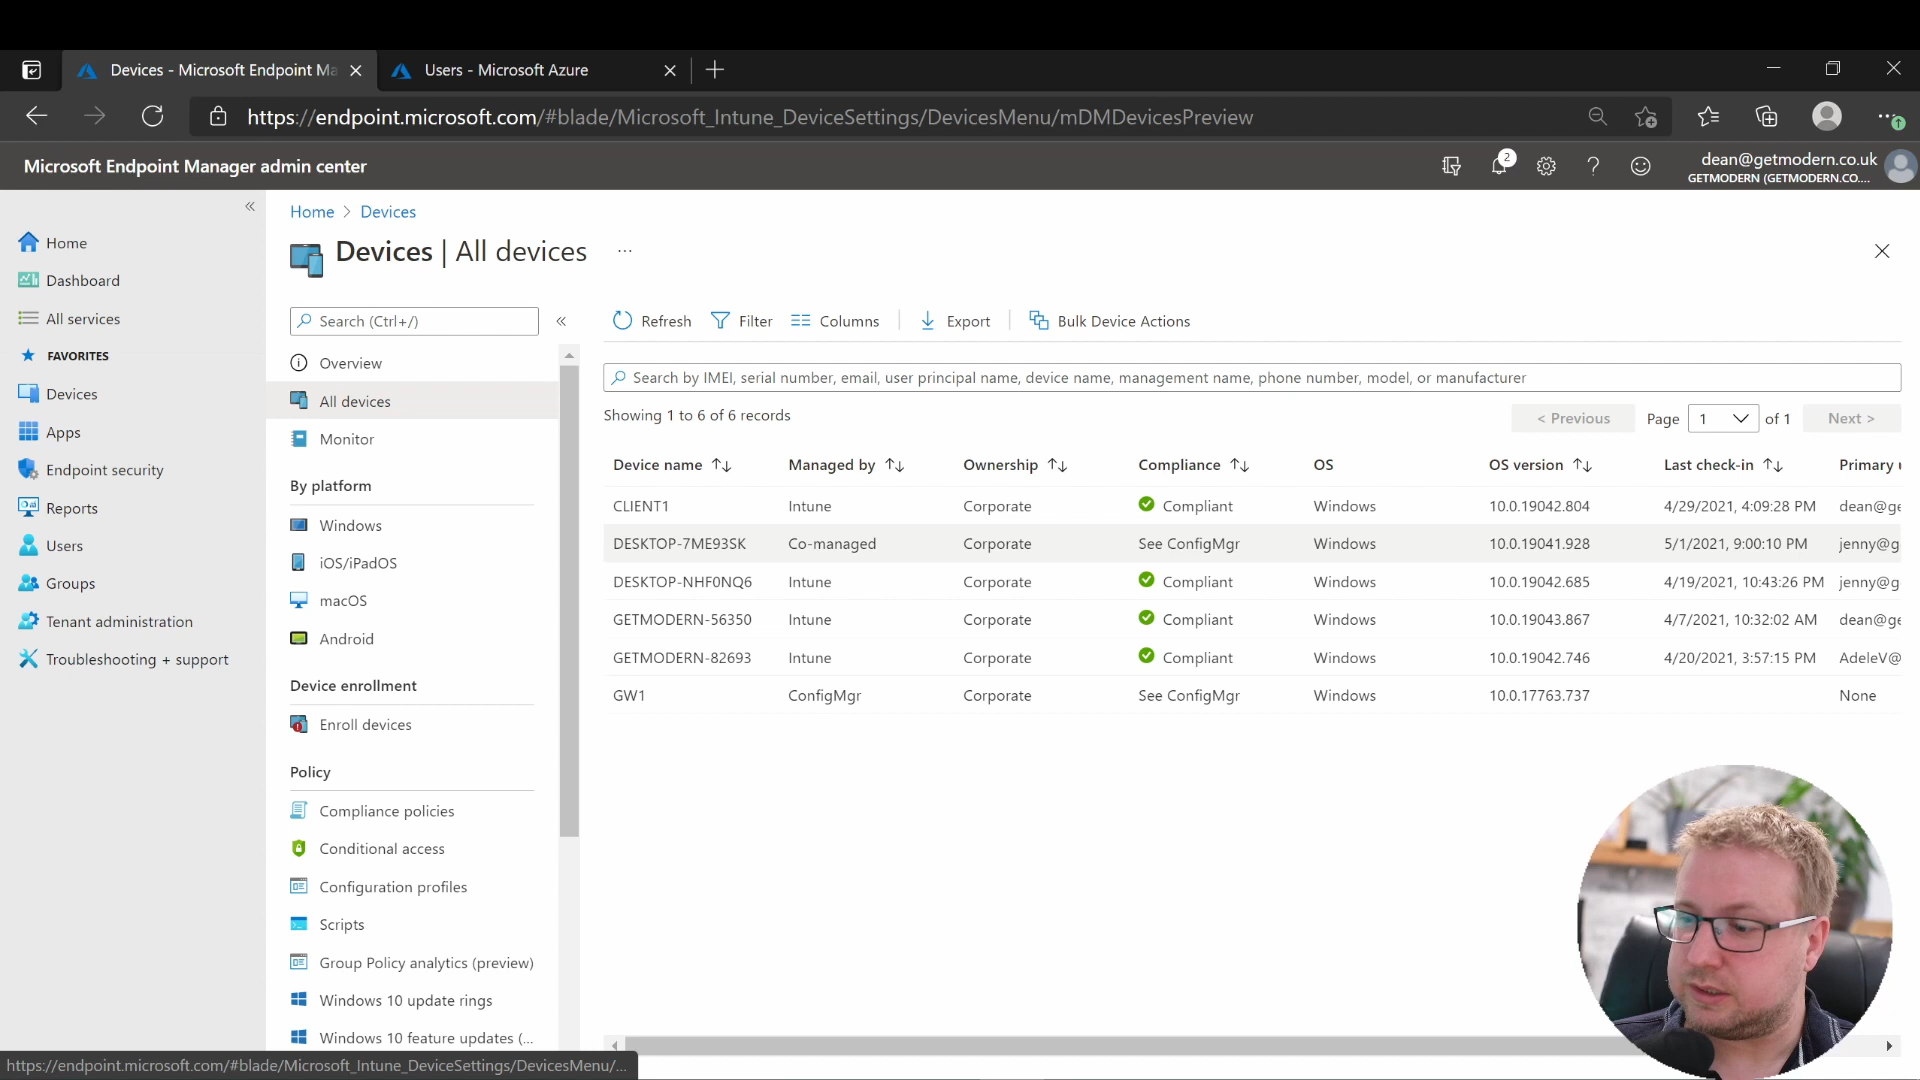 Devices - Microsoft Endpoint Ma
Users - Microsoft Azure
https://endpoint.microsoft.com/#blade/Microsoft_Intune_DeviceSettings/DevicesMenu/mDMDevicesPreview
Microsoft Endpoint Manager admin center
2
dean@getmodern.co.uk
GETMODERN (GETMODERN.CO....
Home
Dashboard
All services
FAVORITES
Devices
Apps
Endpoint security
Reports
Users
Groups
Tenant administration
Troubleshooting + support
Home > Devices
Devices | All devices ...
Search (Ctrl+/)
Overview
All devices
Monitor
By platform
Windows
iOS/iPadOS
macOS
Android
Device enrollment
Enroll devices
Policy
Compliance policies
Conditional access
Configuration profiles
Scripts
Group Policy analytics (preview)
Windows 10 update rings
Windows 10 feature updates (...
Refresh Filter Columns Export Bulk Device Actions
Search by IMEI, serial number, email, user principal name, device name, management name, phone number, model, or manufacturer
Showing 1 to 6 of 6 records
< Previous Page 1 of 1 Next >
Device name Managed by Ownership Compliance OS OS version Last check-in Primary
CLIENT1 Intune Corporate Compliant Windows 10.0.19042.804 4/29/2021, 4:09:28 PM dean@ge
DESKTOP-7ME93SK Co-managed Corporate See ConfigMgr Windows 10.0.19041.928 5/1/2021, 9:00:10 PM jenny@g
DESKTOP-NHF0NQ6 Intune Corporate Compliant Windows 10.0.19042.685 4/19/2021, 10:43:26 PM jenny@g
GETMODERN-56350 Intune Corporate Compliant Windows 10.0.19043.867 4/7/2021, 10:32:02 AM dean@ge
GETMODERN-82693 Intune Corporate Compliant Windows 10.0.19042.746 4/20/2021, 3:57:15 PM AdeleV@
GW1 ConfigMgr Corporate See ConfigMgr Windows 10.0.17763.737 None
https://endpoint.microsoft.com/#blade/Microsoft_Intune_DeviceSettings/DevicesMenu/...